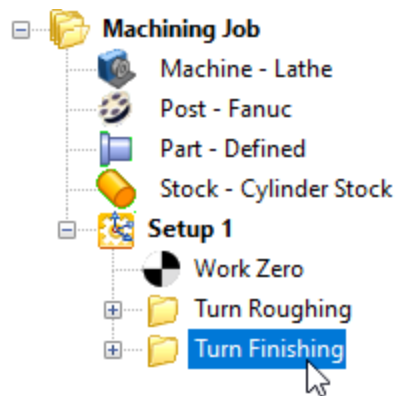 Machining Job
Machine - Lathe
Post - Fanuc
Part - Defined
Stock - Cylinder Stock
Setup 1
Work Zero
Turn Roughing
Turn Finishing